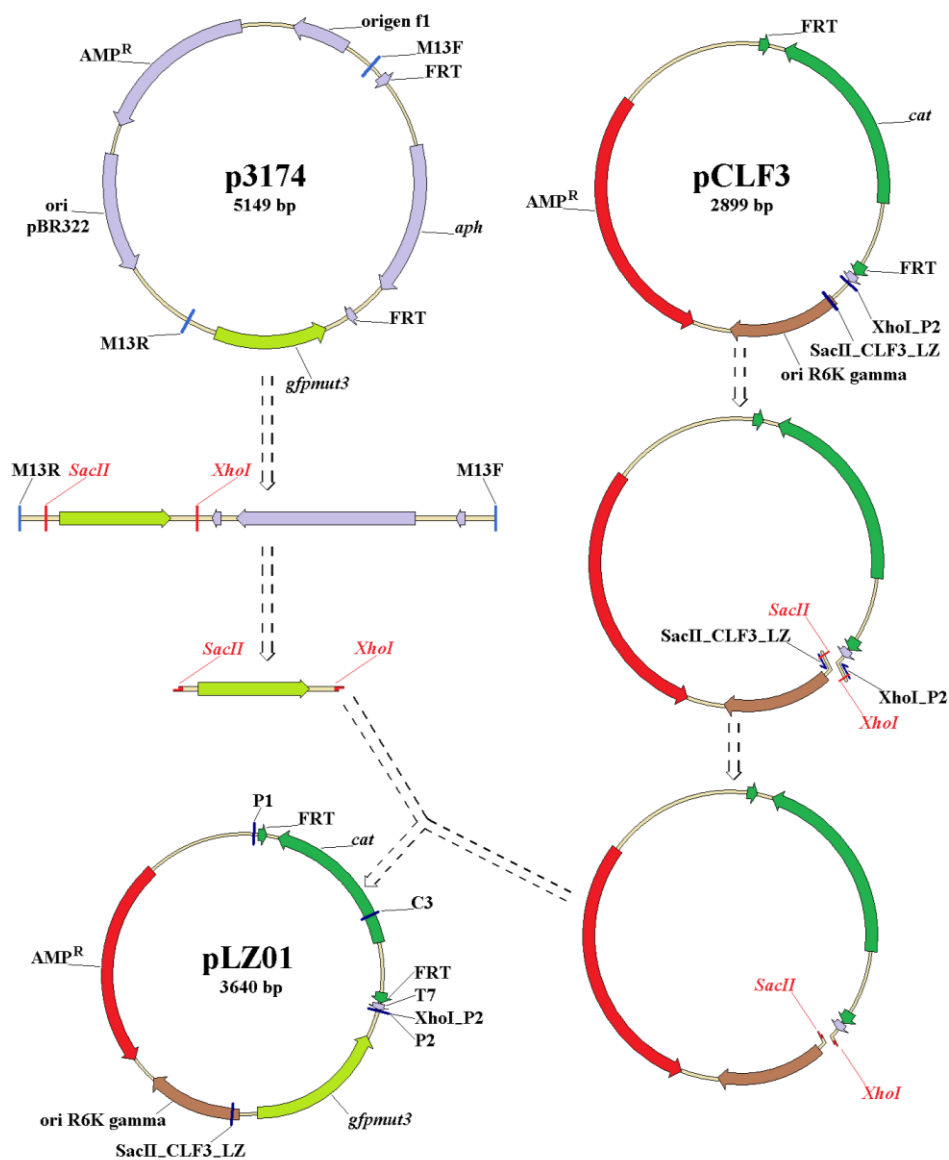 origen f1
AMP^R
M13F
FRT
p3174
5149 bp
ori
pBR322
aph
FRT
M13R
gfpmut3
FRT
cat
pCLF3
2899 bp
AMP^R
FRT
XhoI_P2
SacII_CLF3_LZ
ori R6K gamma
M13R
SacII
XhoI
M13F
SacII
XhoI
SacII
SacII_CLF3_LZ
XhoI_P2
XhoI
P1
FRT
cat
C3
AMP^R
pLZ01
3640 bp
FRT
T7
XhoI_P2
P2
ori R6K gamma
gfpmut3
SacII_CLF3_LZ
SacII
XhoI